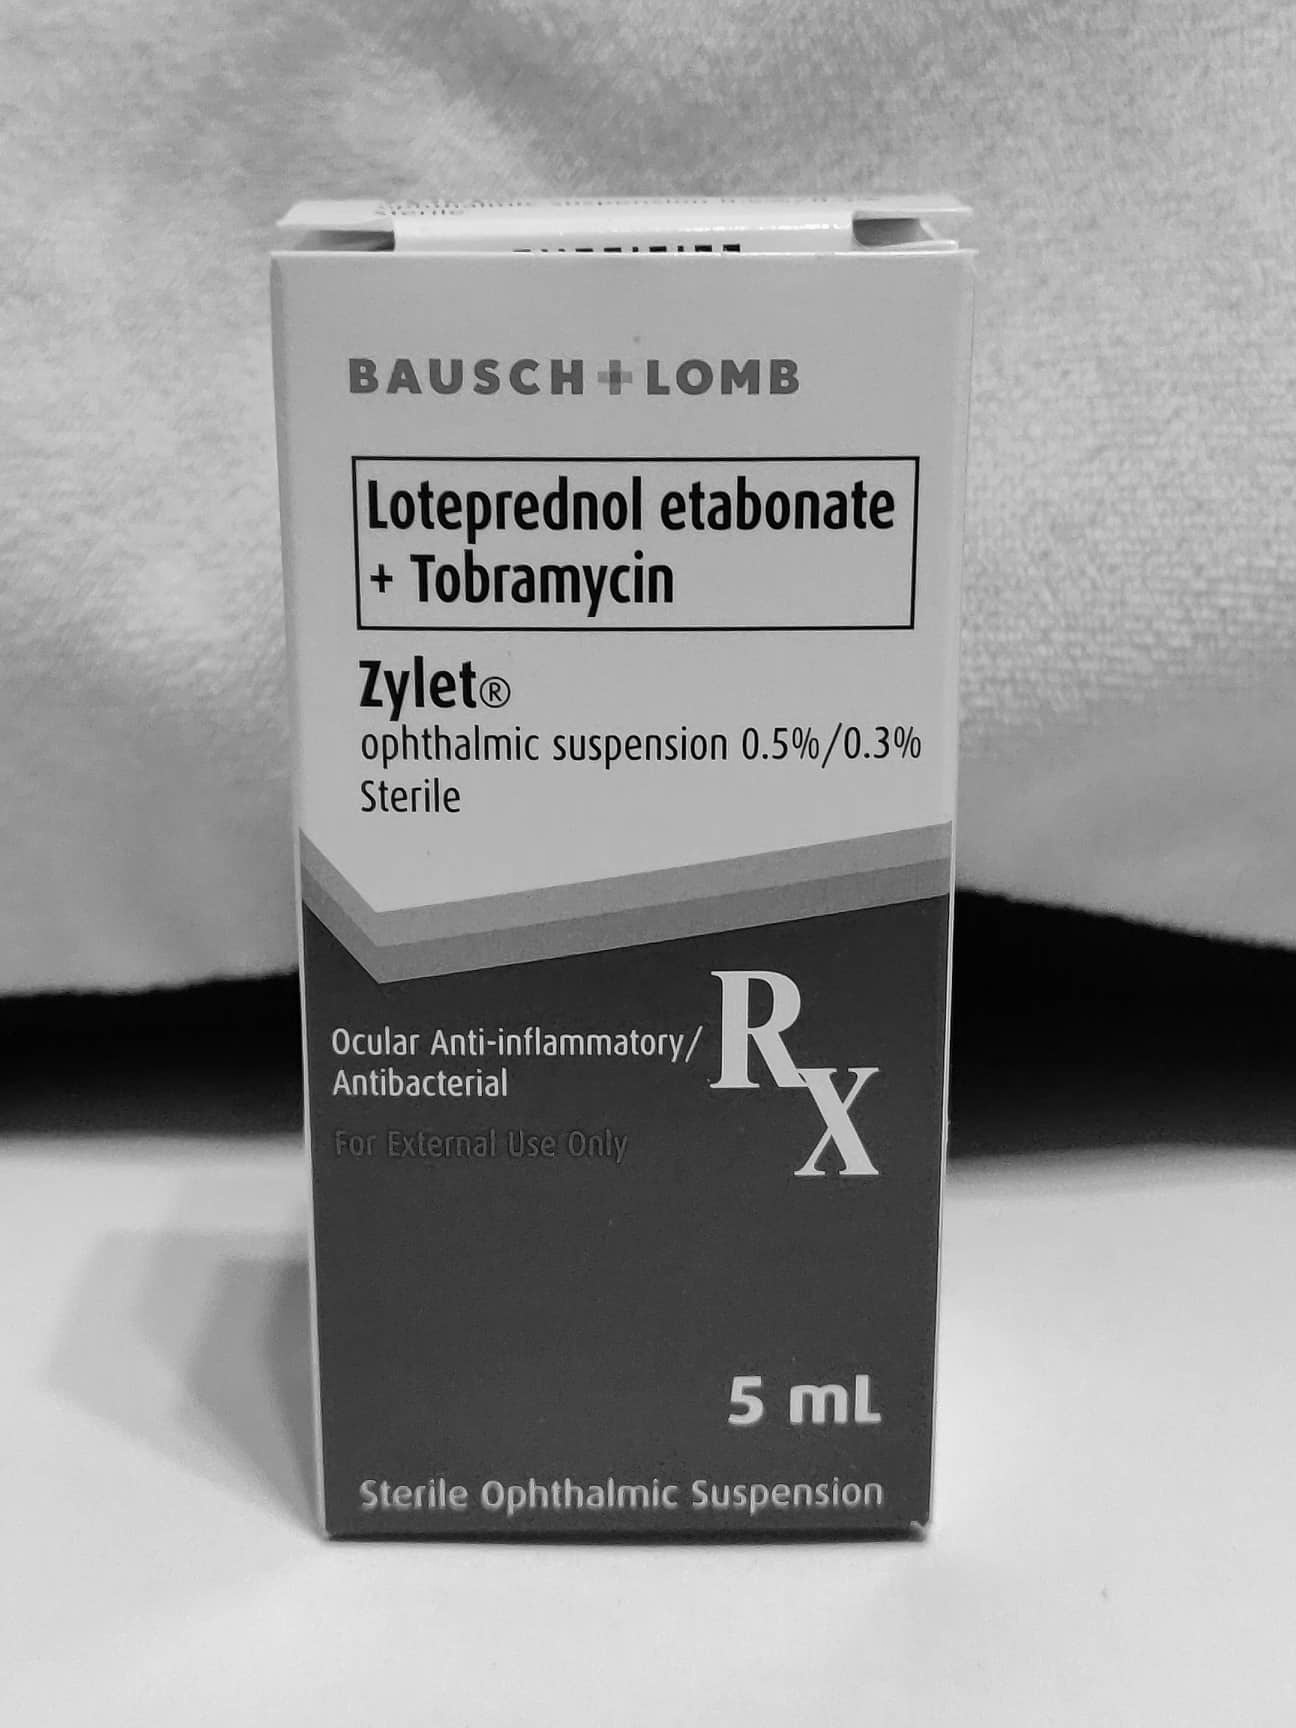 sterile
BAUSCH + LOMB
Loteprednol etabonate
+ Tobramycin
Zylet®
ophthalmic suspension 0.5%/0.3%
Sterile
Ocular Anti-inflammatory/
Antibacterial
For External Use Only
Rx
5 mL
Sterile Ophthalmic Suspension